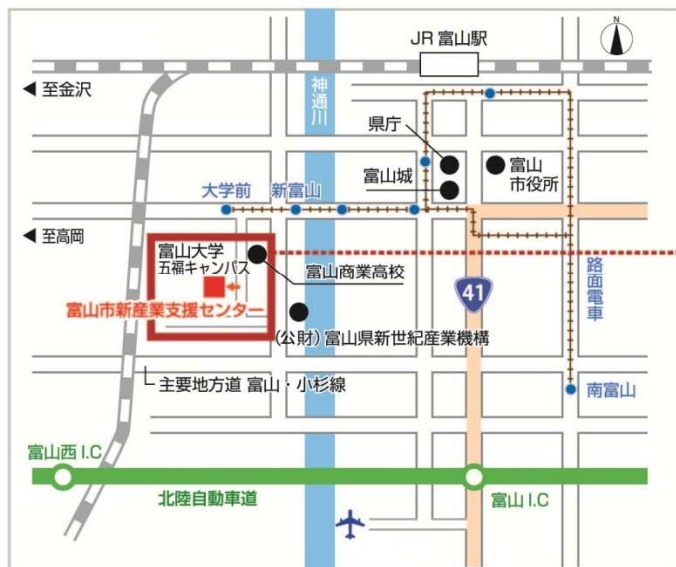 N
JR 富山駅
◀ 至金沢
神通川
県庁
富山城
富山
市役所
大学前
新富山
◀ 至高岡
富山大学
五福キャンパス
富山商業高校
41
路面電車
富山市新産業支援センター
(公財) 富山県新世紀産業機構
主要地方道 富山・小杉線
南富山
富山西 I.C
北陸自動車道
富山 I.C